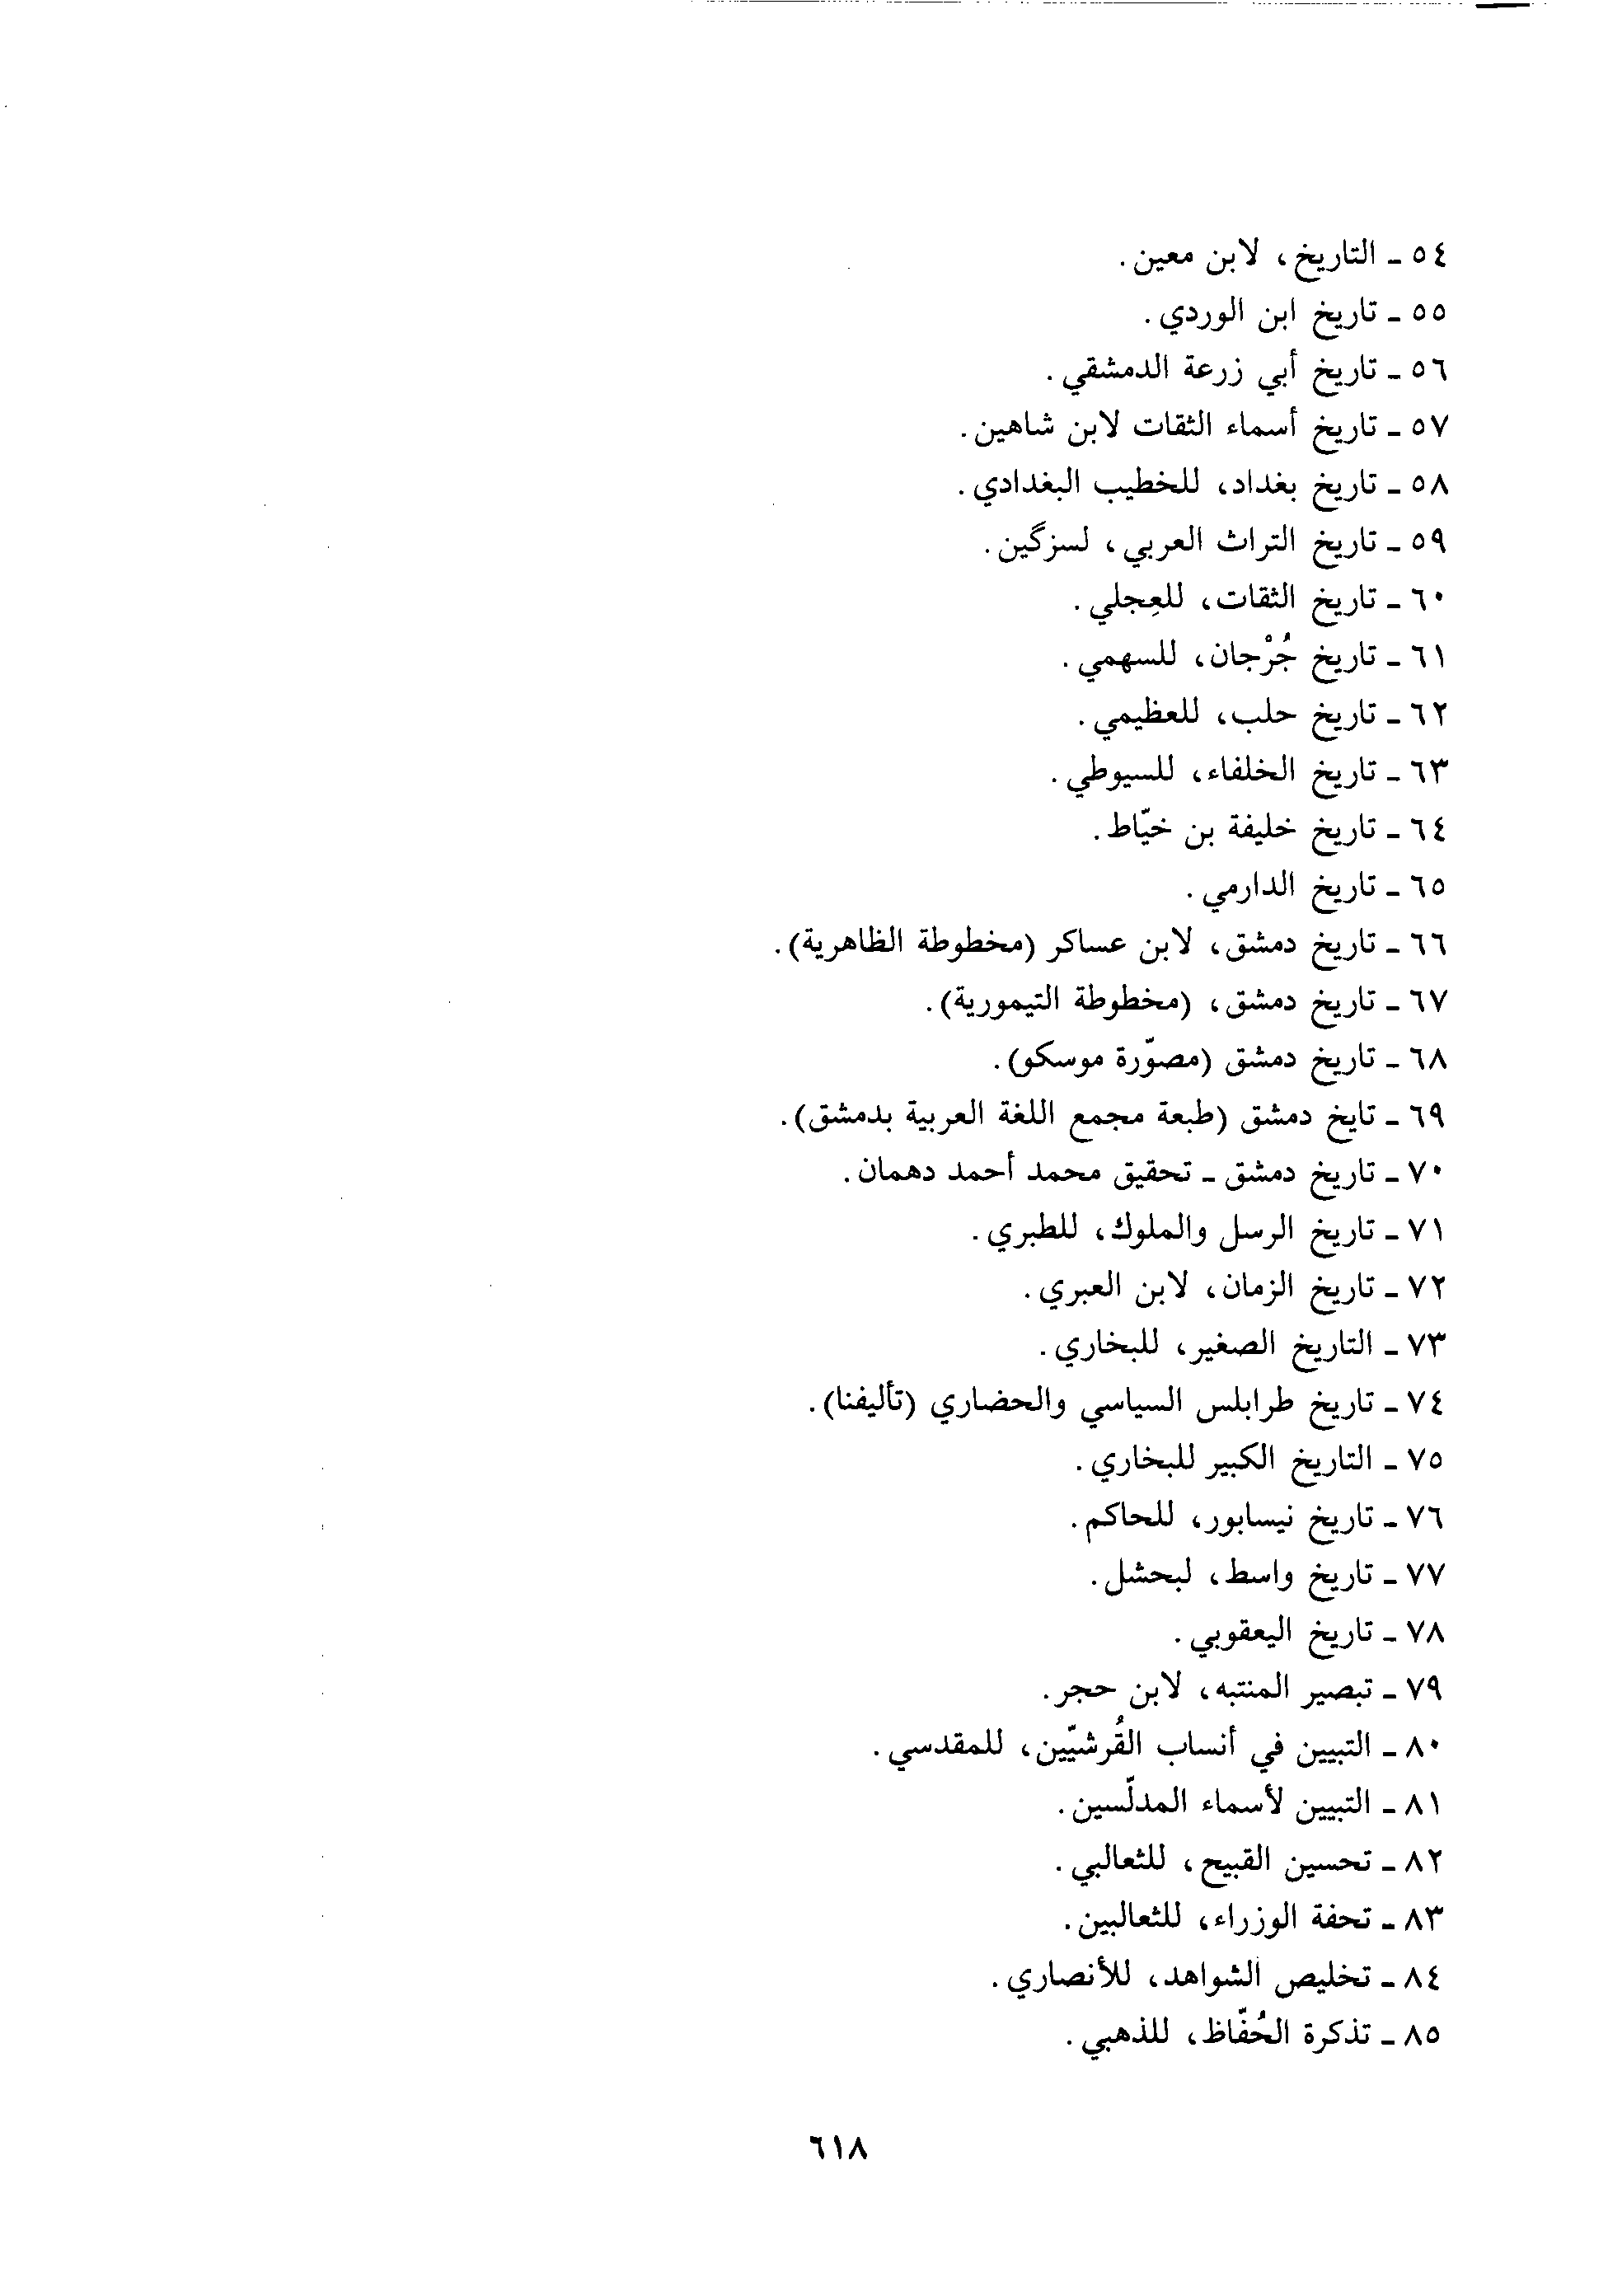 ٥٤ ـ التاريخ، لابن معين.
٥٥ ـ تاريخ ابن الوردي.
٥٦ ـ تاريخ أبي زرعة الدمشقي.
٥٧ ـ تاريخ أسماء الثقات لابن شاهين.
٥٨ ـ تاريخ بغداد، للخطيب البغدادي.
٥٩ ـ تاريخ التراث العربي، لسزگين.
٦٠ ـ تاريخ الثقات، للعِجلي.
٦١ ـ تاريخ جُرْجان، للسهمي.
٦٢ ـ تاريخ حلب، للعظيمي.
٦٣ ـ تاريخ الخلفاء، للسيوطي.
٦٤ ـ تاريخ خليفة بن خيّاط.
٦٥ ـ تاريخ الدارمي.
٦٦ ـ تاريخ دمشق، لابن عساكر (مخطوطة الظاهرية).
٦٧ ـ تاريخ دمشق، (مخطوطة التيمورية).
٦٨ ـ تاريخ دمشق (مصوّرة موسكو).
٦٩ ـ تايخ دمشق (طبعة مجمع اللغة العربية بدمشق).
٧٠ ـ تاريخ دمشق ـ تحقيق محمد أحمد دهمان.
٧١ ـ تاريخ الرسل والملوك، للطبري.
٧٢ ـ تاريخ الزمان، لابن العبري.
٧٣ ـ التاريخ الصغير، للبخاري.
٧٤ ـ تاريخ طرابلس السياسي والحضاري (تأليفنا).
٧٥ ـ التاريخ الكبير للبخاري.
٧٦ ـ تاريخ نيسابور، للحاكم.
٧٧ ـ تاريخ واسط، لبحشل.
٧٨ ـ تاريخ اليعقوبي.
٧٩ ـ تبصير المنتبه، لابن حجر.
٨٠ ـ التبيين في أنساب القُرشيّين، للمقدسي.
٨١ ـ التبيين لأسماء المدلّسين.
٨٢ ـ تحسين القبيح، للثعالبي.
٨٣ ـ تحفة الوزراء، للثعالبين.
٨٤ ـ تخليص الشواهد، للأنصاري.
٨٥ ـ تذكرة الحُفّاظ، للذهبي.
٦١٨